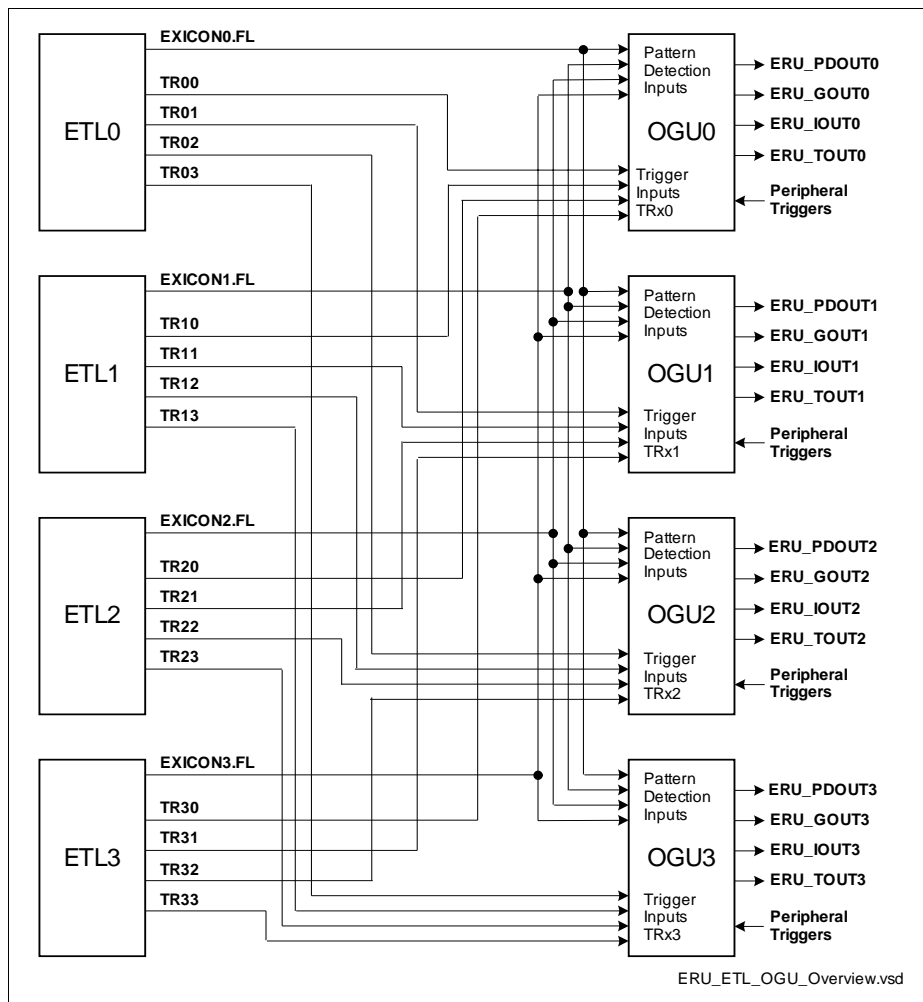 EXICON0.FL
TR00
TR01
TR02
TR03
ETL0
Pattern
Detection
Inputs
OGU0
Trigger
Inputs
TRx0
ERU_PDOUT0
ERU_GOUT0
ERU_IOUT0
ERU_TOUT0
Peripheral
Triggers
EXICON1.FL
TR10
TR11
TR12
TR13
ETL1
Pattern
Detection
Inputs
OGU1
Trigger
Inputs
TRx1
ERU_PDOUT1
ERU_GOUT1
ERU_IOUT1
ERU_TOUT1
Peripheral
Triggers
EXICON2.FL
TR20
TR21
TR22
TR23
ETL2
Pattern
Detection
Inputs
OGU2
Trigger
Inputs
TRx2
ERU_PDOUT2
ERU_GOUT2
ERU_IOUT2
ERU_TOUT2
Peripheral
Triggers
EXICON3.FL
TR30
TR31
TR32
TR33
ETL3
Pattern
Detection
Inputs
OGU3
Trigger
Inputs
TRx3
ERU_PDOUT3
ERU_GOUT3
ERU_IOUT3
ERU_TOUT3
Peripheral
Triggers
ERU_ETL_OGU_Overview.vsd